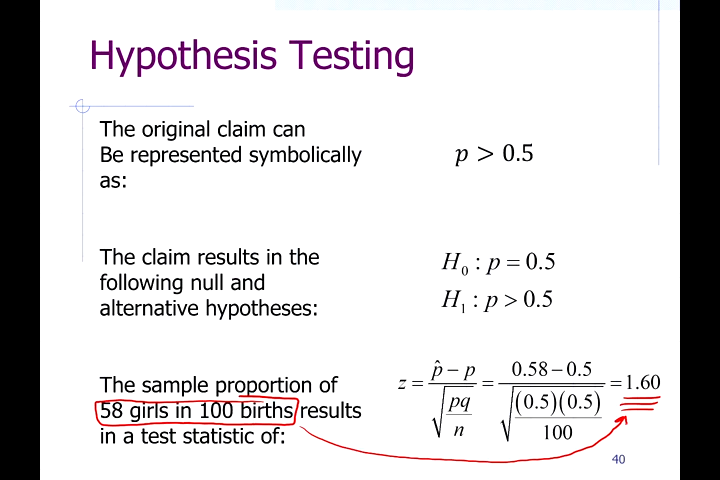 Hypothesis Testing
The original claim can
Be represented symbolically
as:
p > 0.5
The claim results in the
following null and
alternative hypotheses:
H₀ : p = 0.5
H₁ : p > 0.5
The sample proportion of
58 girls in 100 births results
in a test statistic of:
z = (p̂ − p) / √(pq/n) = (0.58 − 0.5) / √((0.5)(0.5)/100) = 1.60
40